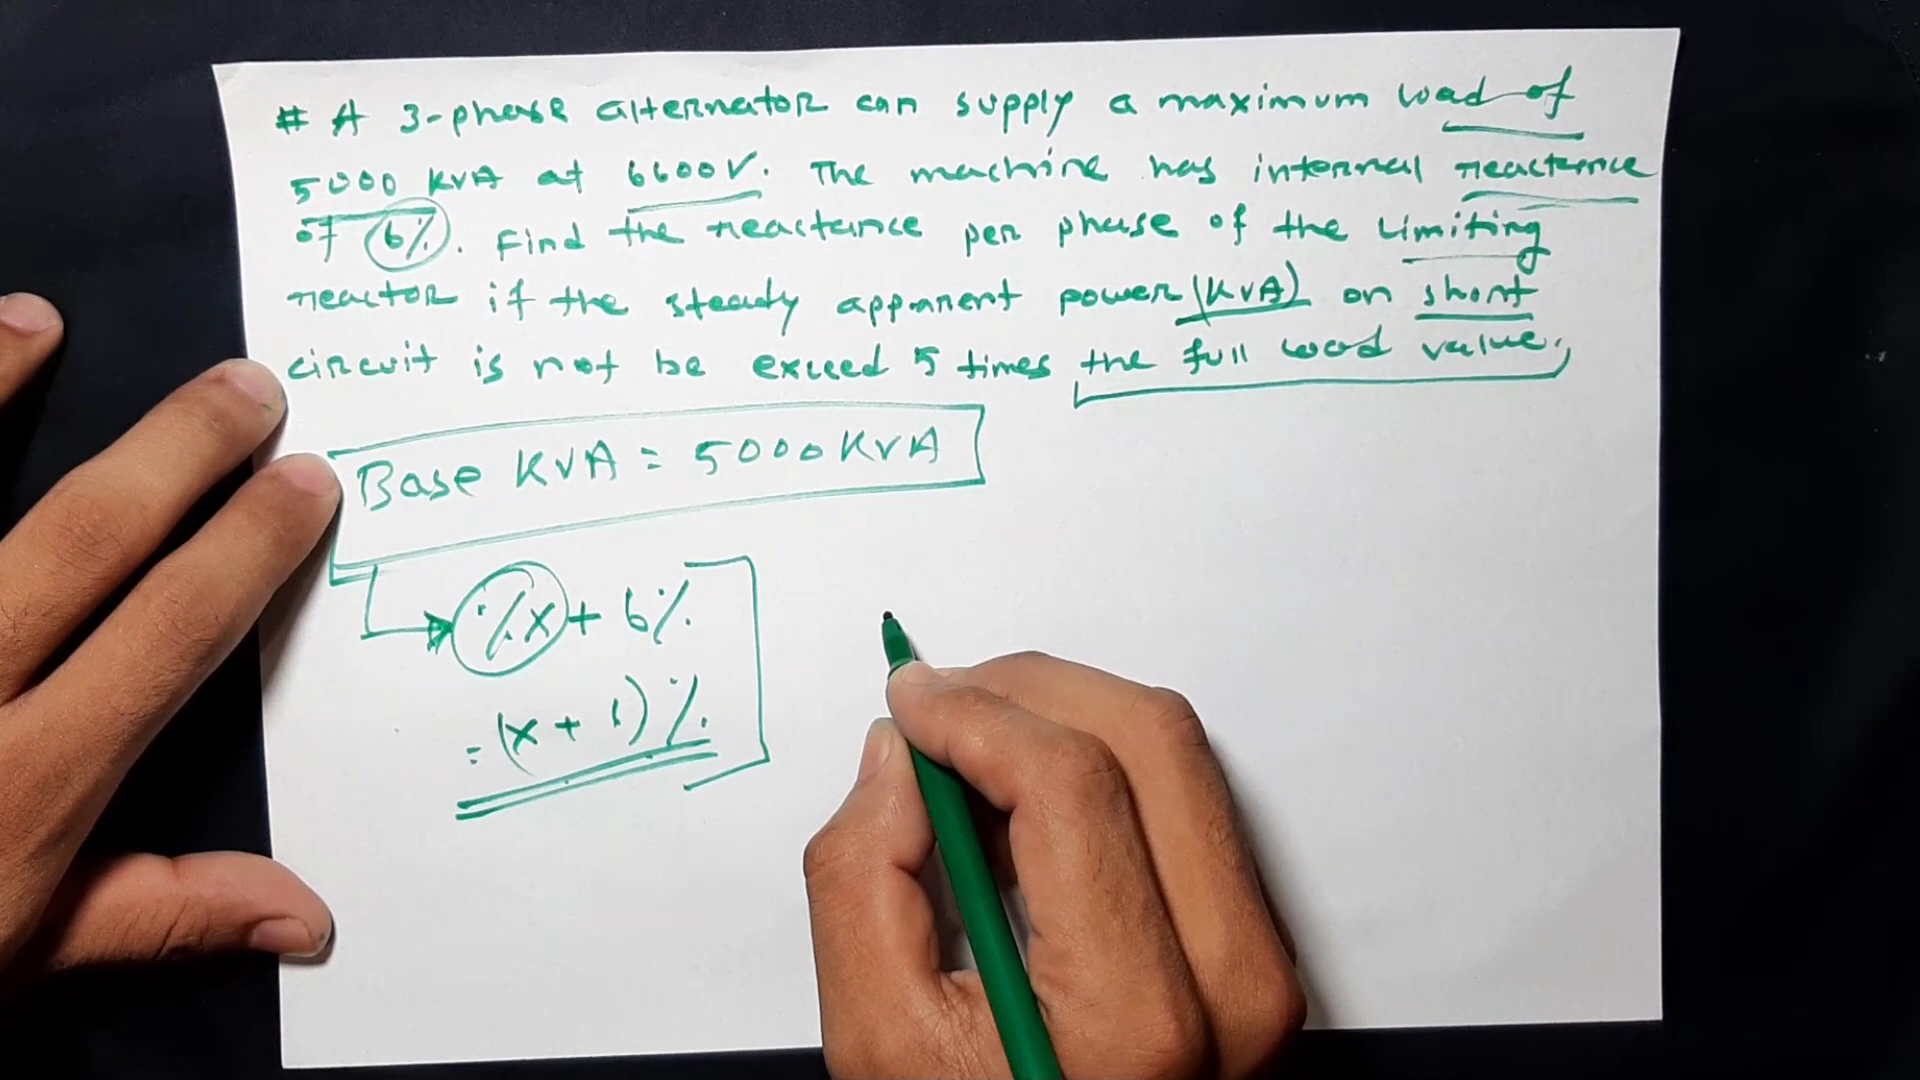 # A 3-phase alternator can supply a maximum load of
5000 KVA at 6600V. The machine has internal reactance
of 6%. Find the reactance per phase of the limiting
reactor if the steady apparent power (KVA) on short
circuit is not be exceed 5 times the full load value.
Base KVA = 5000 KVA
%X + 6%
= (X + 6) %